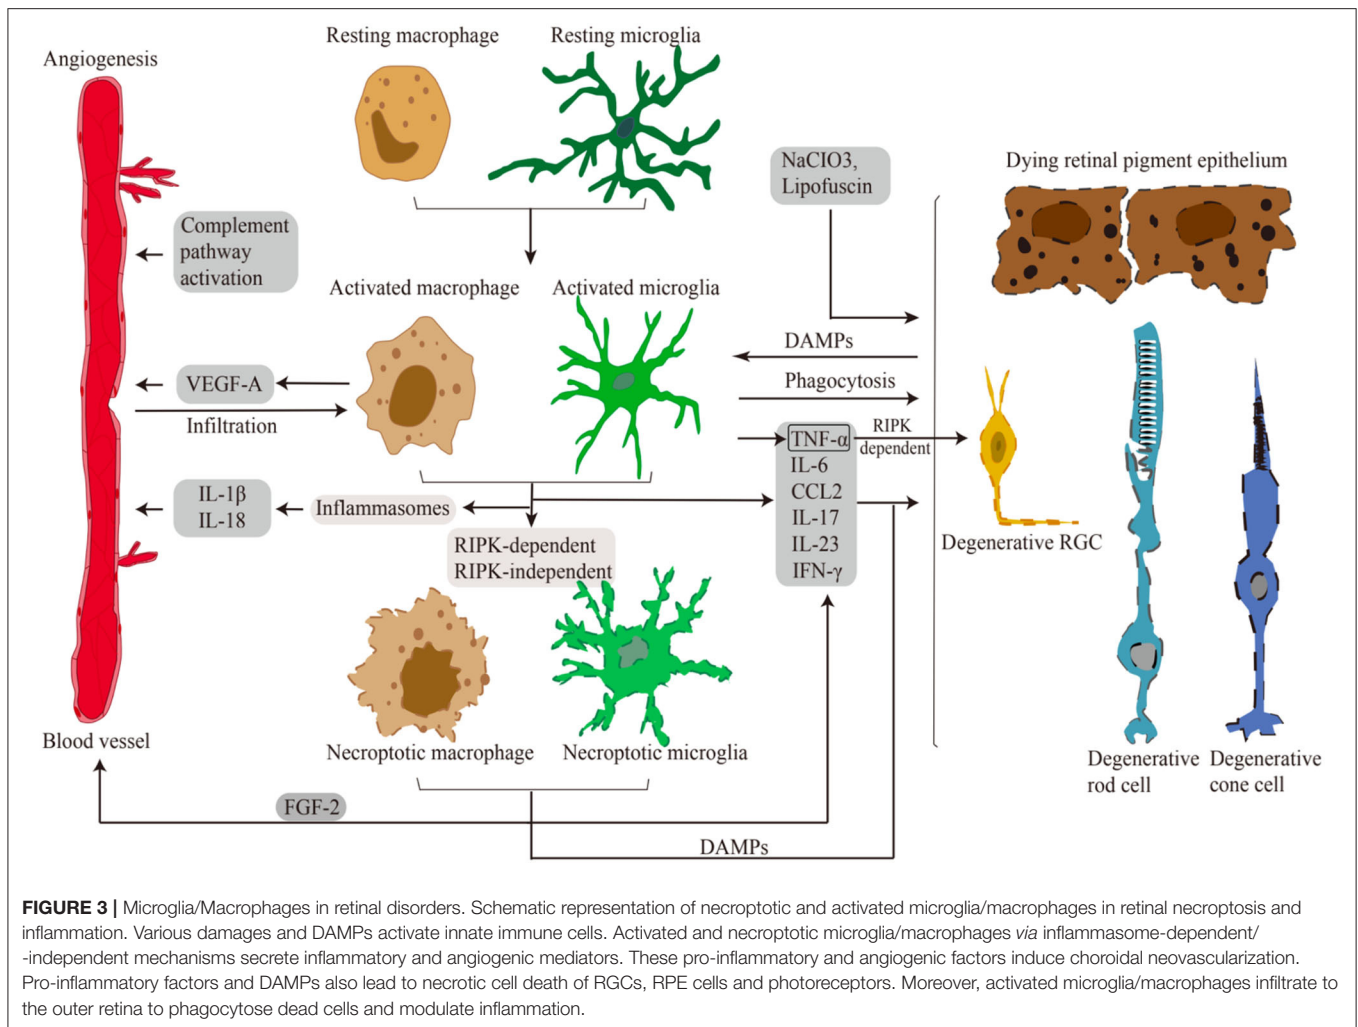 Resting macrophage
Resting microglia
Angiogenesis
NaClO3,
Lipofuscin
Dying retinal pigment epithelium
Complement
pathway
activation
Activated macrophage
Activated microglia
DAMPs
VEGF-A
Phagocytosis
Infiltration
TNF-α
RIPK
dependent
IL-6
CCL2
IL-17
IL-23
IFN-γ
IL-1β
IL-18
Inflammasomes
RIPK-dependent
RIPK-independent
Degenerative RGC
Blood vessel
Necroptotic macrophage
Necroptotic microglia
Degenerative
rod cell
Degenerative
cone cell
FGF-2
DAMPs
FIGURE 3 | Microglia/Macrophages in retinal disorders. Schematic representation of necroptotic and activated microglia/macrophages in retinal necroptosis and
inflammation. Various damages and DAMPs activate innate immune cells. Activated and necroptotic microglia/macrophages via inflammasome-dependent/
-independent mechanisms secrete inflammatory and angiogenic mediators. These pro-inflammatory and angiogenic factors induce choroidal neovascularization.
Pro-inflammatory factors and DAMPs also lead to necrotic cell death of RGCs, RPE cells and photoreceptors. Moreover, activated microglia/macrophages infiltrate to
the outer retina to phagocytose dead cells and modulate inflammation.